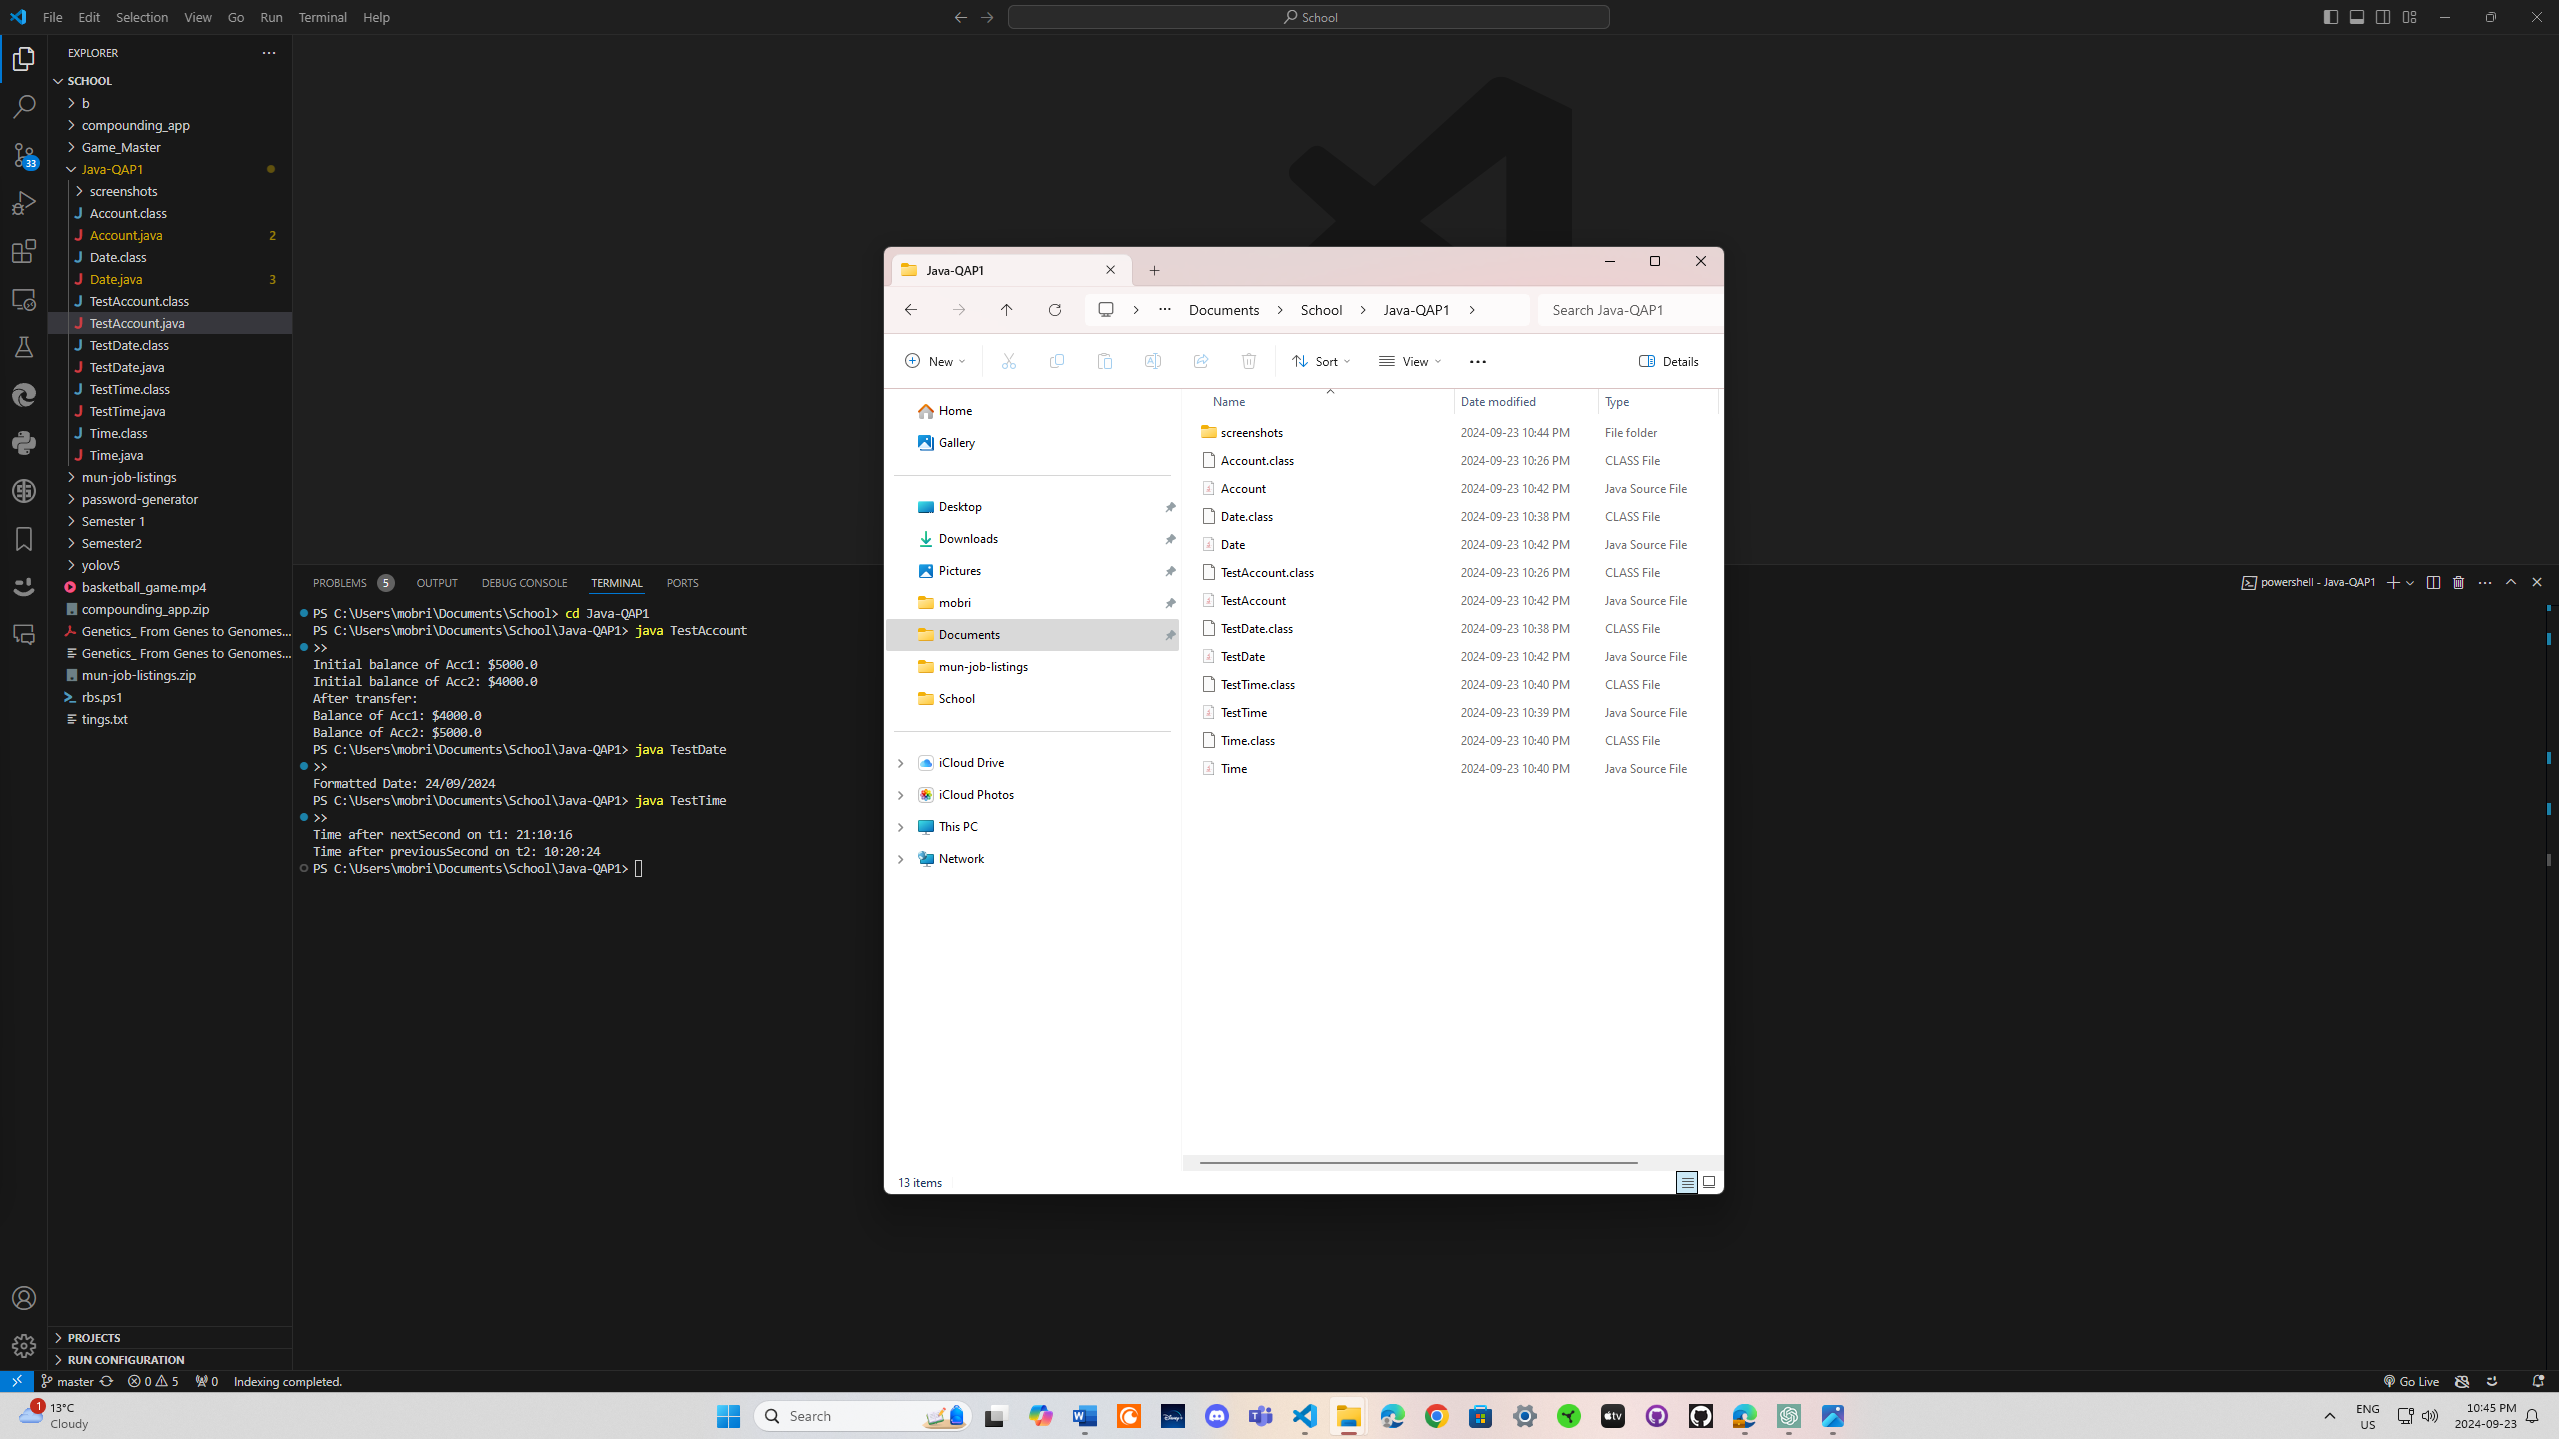 File Edit Selection View Go Run Terminal Help
School
EXPLORER
SCHOOL
b
compounding_app
Game_Master
Java-QAP1
screenshots
Account.class
Account.java 2
Date.class
Date.java 3
TestAccount.class
TestAccount.java
TestDate.class
TestDate.java
TestTime.class
TestTime.java
Time.class
Time.java
mun-job-listings
password-generator
Semester 1
Semester2
yolov5
basketball_game.mp4
compounding_app.zip
Genetics_ From Genes to Genomes...
Genetics_ From Genes to Genomes...
mun-job-listings.zip
rbs.ps1
tings.txt
PROJECTS
RUN CONFIGURATION
33
PROBLEMS 5 OUTPUT DEBUG CONSOLE TERMINAL PORTS
powershell - Java-QAP1
PS C:\Users\mobri\Documents\School> cd Java-QAP1
PS C:\Users\mobri\Documents\School\Java-QAP1> java TestAccount
>>
Initial balance of Acc1: $5000.0
Initial balance of Acc2: $4000.0
After transfer:
Balance of Acc1: $4000.0
Balance of Acc2: $5000.0
PS C:\Users\mobri\Documents\School\Java-QAP1> java TestDate
>>
Formatted Date: 24/09/2024
PS C:\Users\mobri\Documents\School\Java-QAP1> java TestTime
>>
Time after nextSecond on t1: 21:10:16
Time after previousSecond on t2: 10:20:24
PS C:\Users\mobri\Documents\School\Java-QAP1>
Java-QAP1
Documents School Java-QAP1
Search Java-QAP1
New Sort View Details
Home
Gallery
Desktop
Downloads
Pictures
mobri
Documents
mun-job-listings
School
iCloud Drive
iCloud Photos
This PC
Network
Name Date modified Type
screenshots 2024-09-23 10:44 PM File folder
Account.class 2024-09-23 10:26 PM CLASS File
Account 2024-09-23 10:42 PM Java Source File
Date.class 2024-09-23 10:38 PM CLASS File
Date 2024-09-23 10:42 PM Java Source File
TestAccount.class 2024-09-23 10:26 PM CLASS File
TestAccount 2024-09-23 10:42 PM Java Source File
TestDate.class 2024-09-23 10:38 PM CLASS File
TestDate 2024-09-23 10:42 PM Java Source File
TestTime.class 2024-09-23 10:40 PM CLASS File
TestTime 2024-09-23 10:39 PM Java Source File
Time.class 2024-09-23 10:40 PM CLASS File
Time 2024-09-23 10:40 PM Java Source File
13 items
master 0 5 0 Indexing completed.
Go Live
1
13°C
Cloudy
Search
Disney+
tv
ENG
US
10:45 PM
2024-09-23